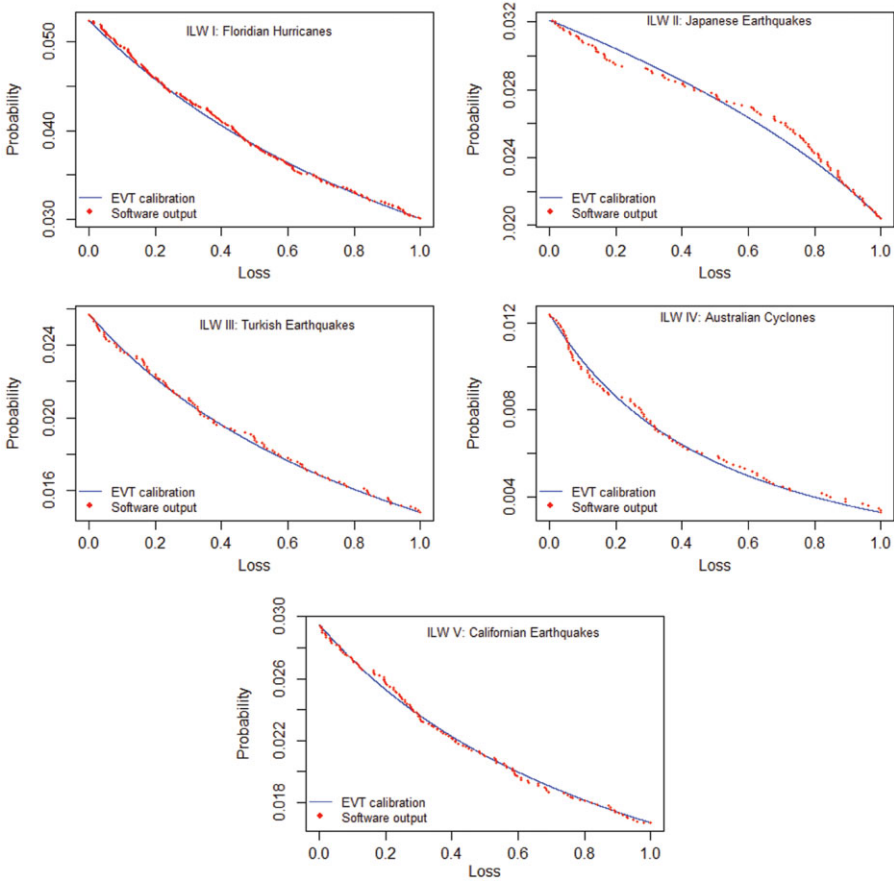 ILW I: Floridian Hurricanes
Probability
0.050
0.040
0.030
EVT calibration
Software output
0.0 0.2 0.4 0.6 0.8 1.0
Loss
ILW II: Japanese Earthquakes
Probability
0.032
0.028
0.024
0.020
EVT calibration
Software output
0.0 0.2 0.4 0.6 0.8 1.0
Loss
ILW III: Turkish Earthquakes
Probability
0.024
0.020
0.016
EVT calibration
Software output
0.0 0.2 0.4 0.6 0.8 1.0
Loss
ILW IV: Australian Cyclones
Probability
0.012
0.008
0.004
EVT calibration
Software output
0.0 0.2 0.4 0.6 0.8 1.0
Loss
ILW V: Californian Earthquakes
Probability
0.030
0.026
0.022
0.018
EVT calibration
Software output
0.0 0.2 0.4 0.6 0.8 1.0
Loss